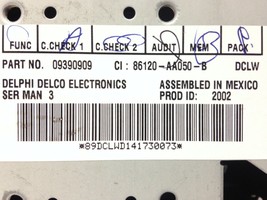 FUNC C.CHECK 1 C.CHECK 2 AUDIT MEM PACK
PART NO. 09390909 CI: 86120-AA050-B DCLW
DELPHI DELCO ELECTRONICS ASSEMBLED IN MEXICO
SER MAN 3 PROD ID: 2002
*89DCLWD141730073*